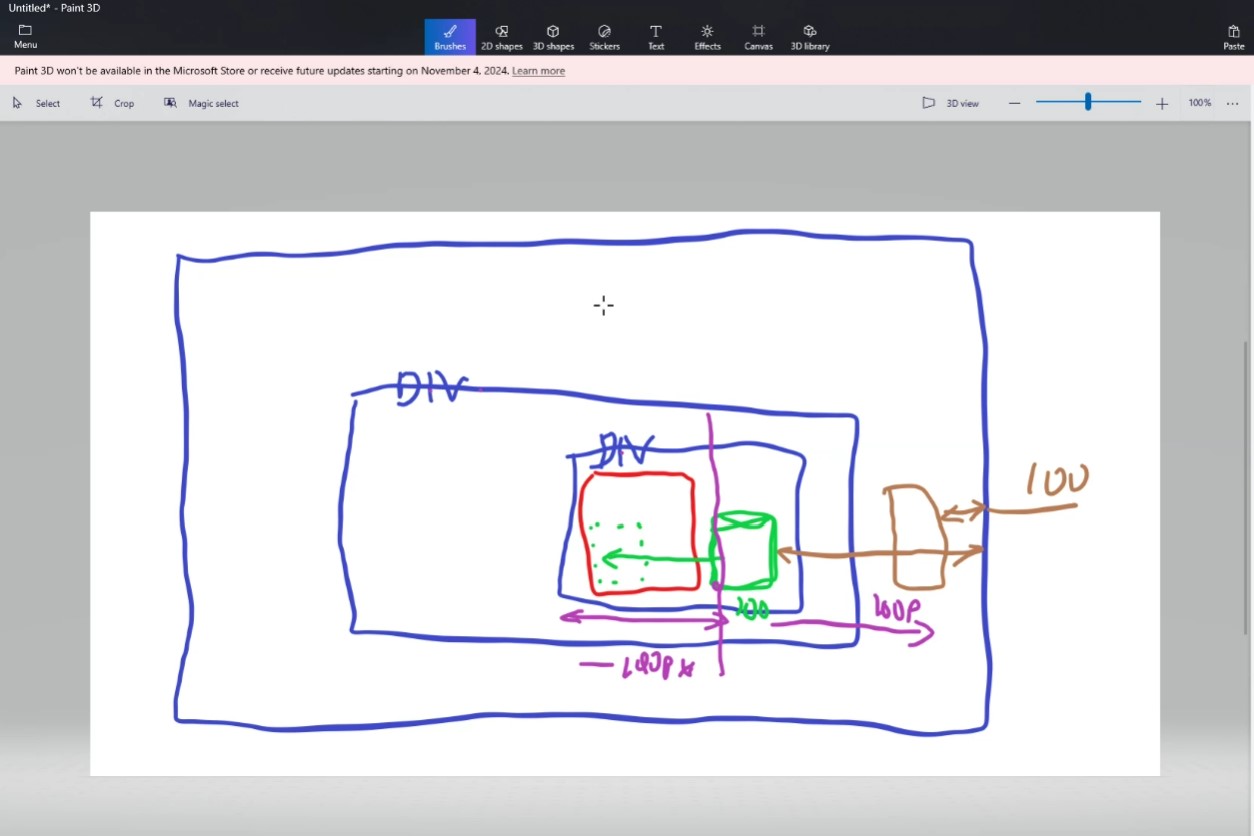 Untitled* - Paint 3D
Menu
Brushes
2D shapes
3D shapes
Stickers
Text
Effects
Canvas
3D library
Paste
Paint 3D won't be available in the Microsoft Store or receive future updates starting on November 4, 2024. Learn more
Select
Crop
Magic select
3D view
100%
DIV
DIV
100
100